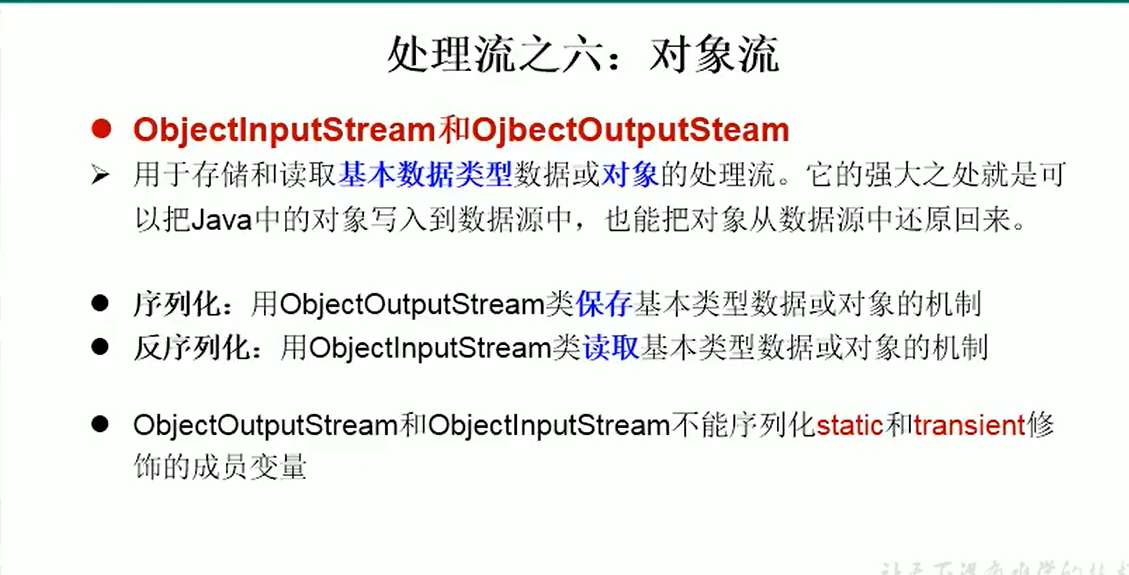 处理流之六：对象流
ObjectInputStream和OjbectOutputSteam
用于存储和读取基本数据类型数据或对象的处理流。它的强大之处就是可
以把Java中的对象写入到数据源中，也能把对象从数据源中还原回来。
序列化：用ObjectOutputStream类保存基本类型数据或对象的机制
反序列化：用ObjectInputStream类读取基本类型数据或对象的机制
ObjectOutputStream和ObjectInputStream不能序列化static和transient修
饰的成员变量